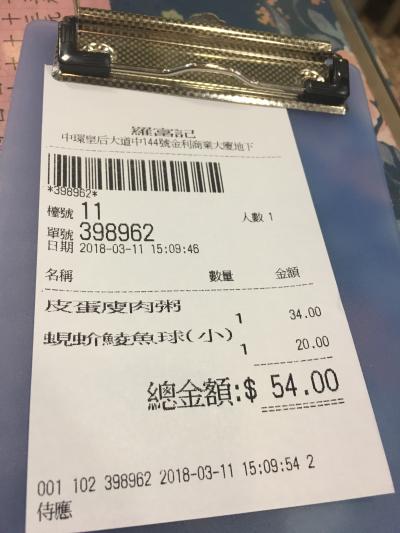 羅富記
中環皇后大道中144號金利商業大廈地下
*398962*
檯號 11 人數 1
單號 398962
日期 2018-03-11 15:09:46
名稱 數量 金額
皮蛋瘦肉粥
1 34.00
蜆蚧鯪魚球(小)
1 20.00
總金額:$ 54.00
001 102 398962 2018-03-11 15:09:54 2
侍應